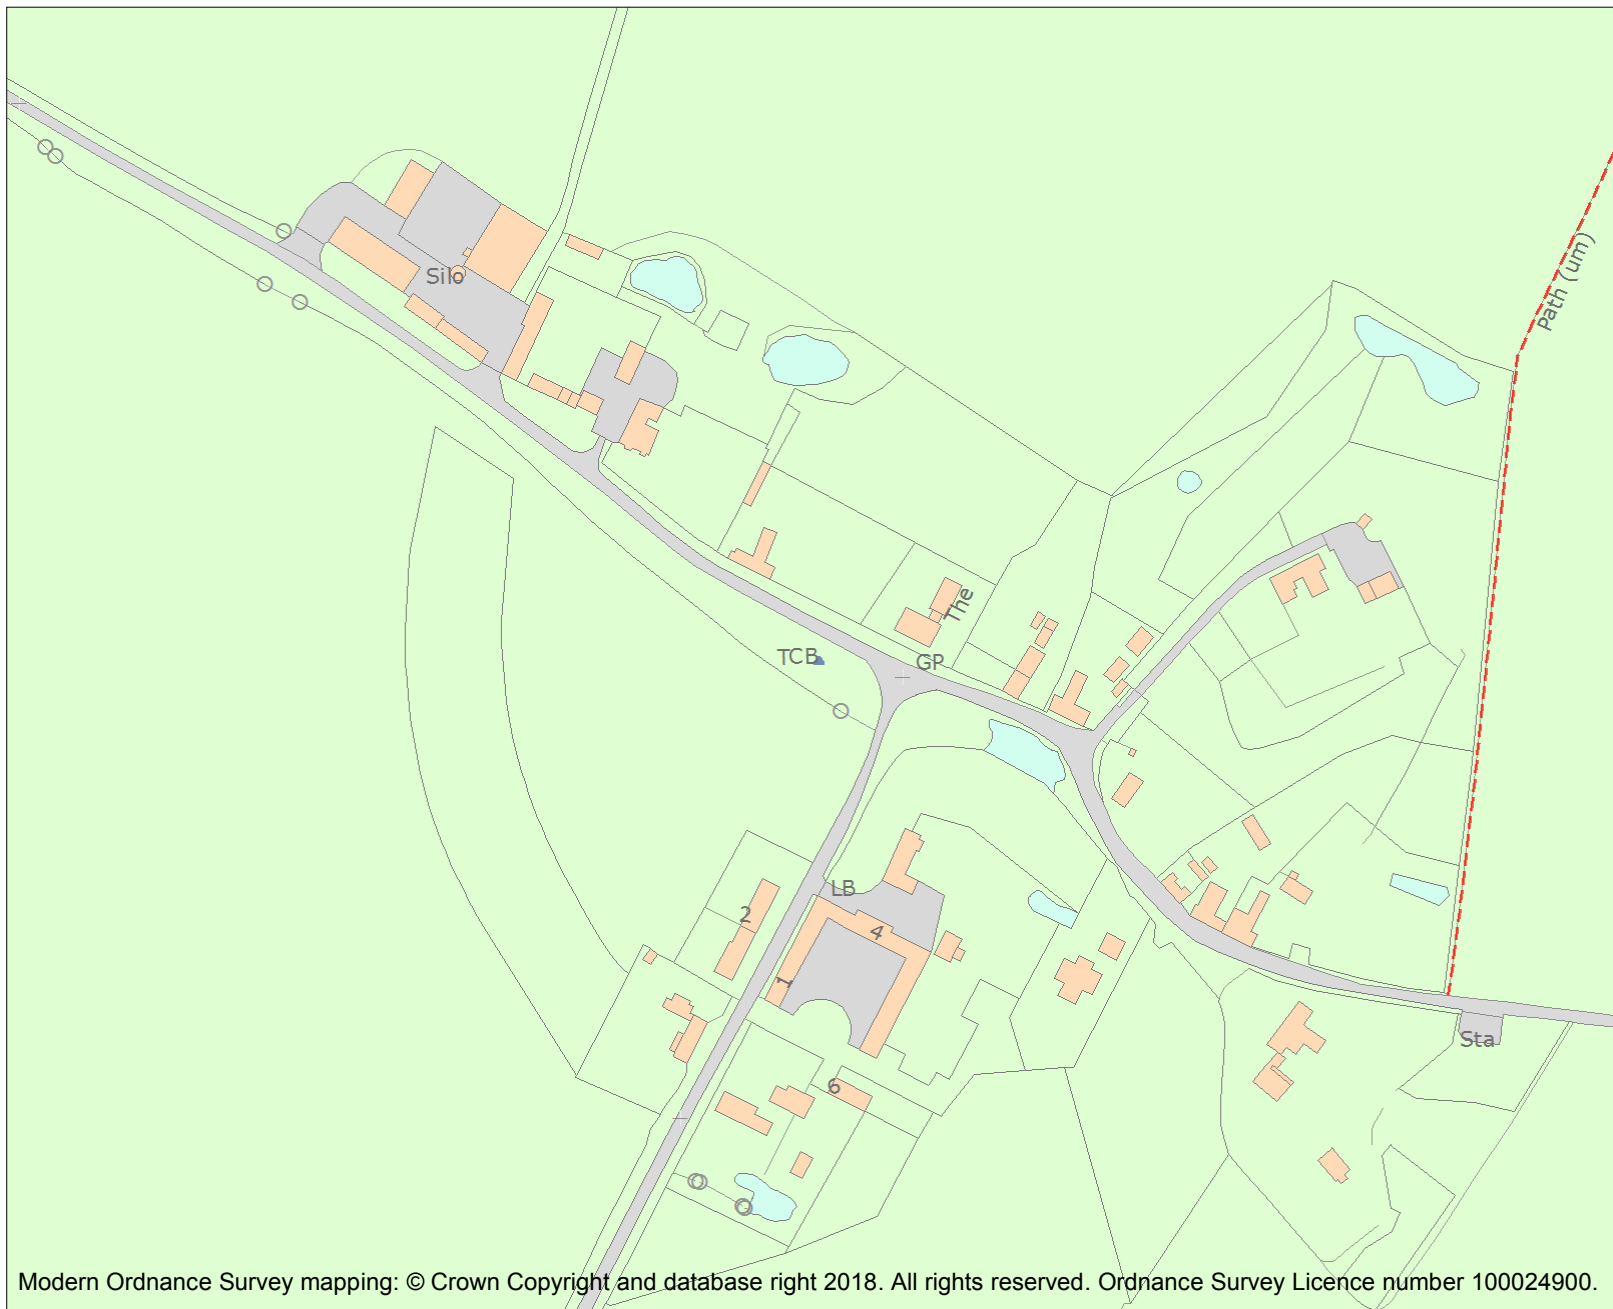 Path (um)
Silo
The
TCB
GP
LB
2
4
1
Sta
6
Modern Ordnance Survey mapping: © Crown Copyright and database right 2018. All rights reserved. Ordnance Survey Licence number 100024900.